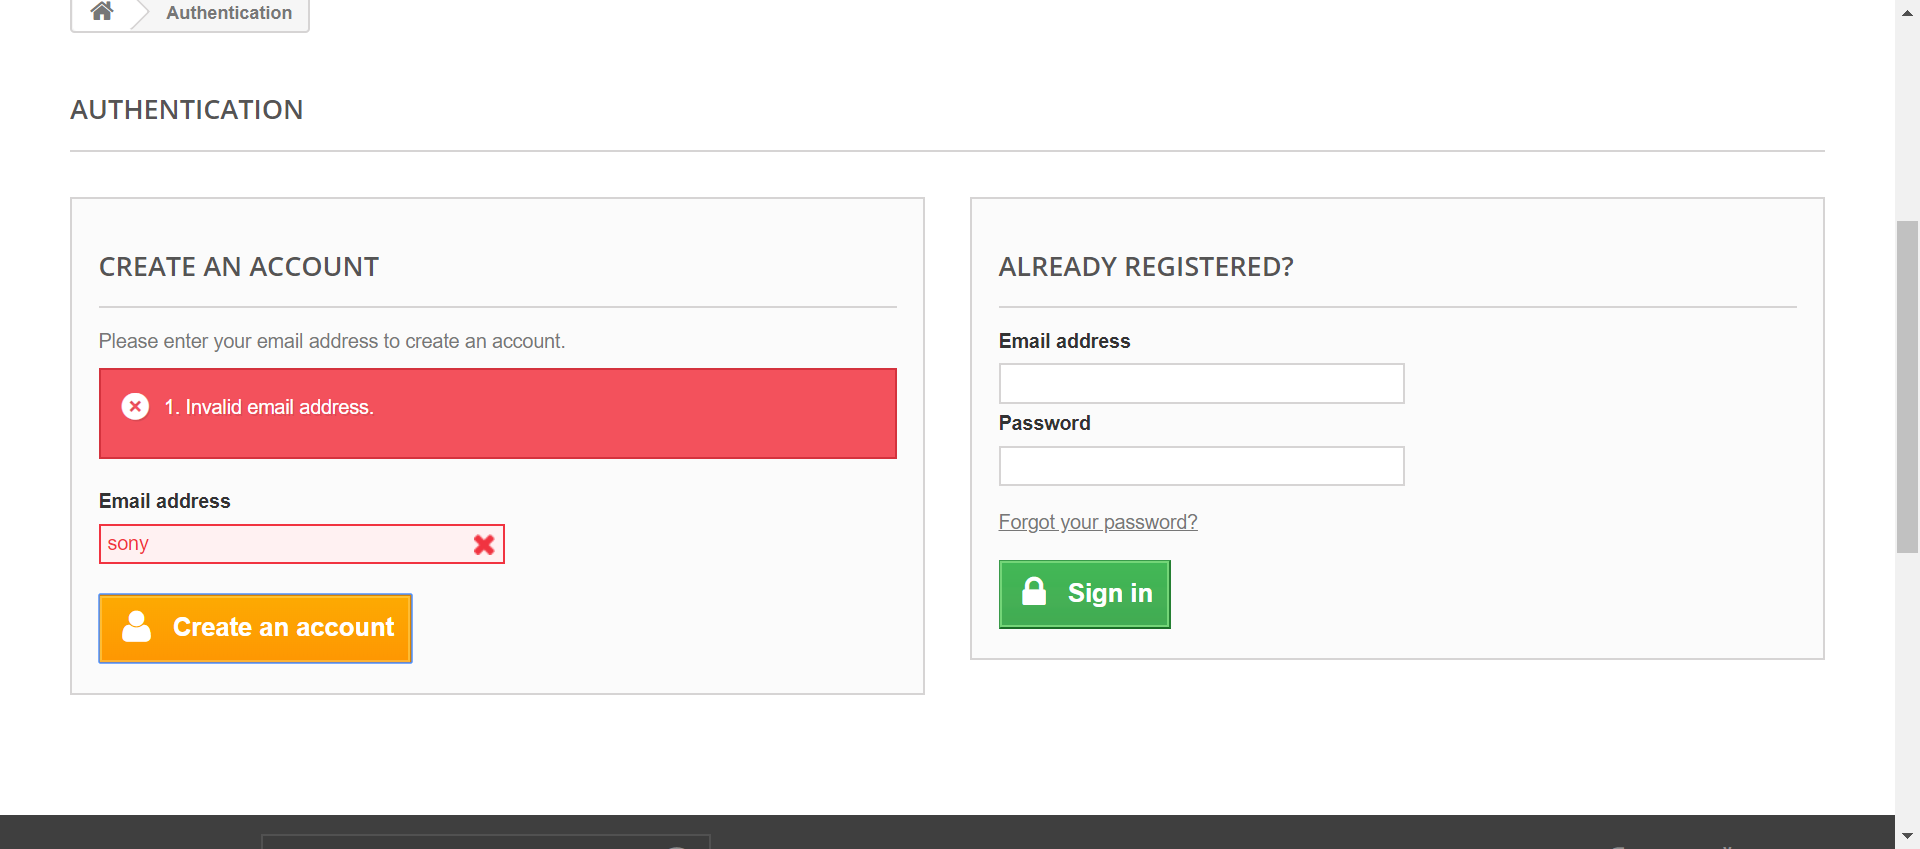 Authentication
AUTHENTICATION
CREATE AN ACCOUNT
Please enter your email address to create an account.
1. Invalid email address.
Email address
sony
Create an account
ALREADY REGISTERED?
Email address
Password
Forgot your password?
Sign in